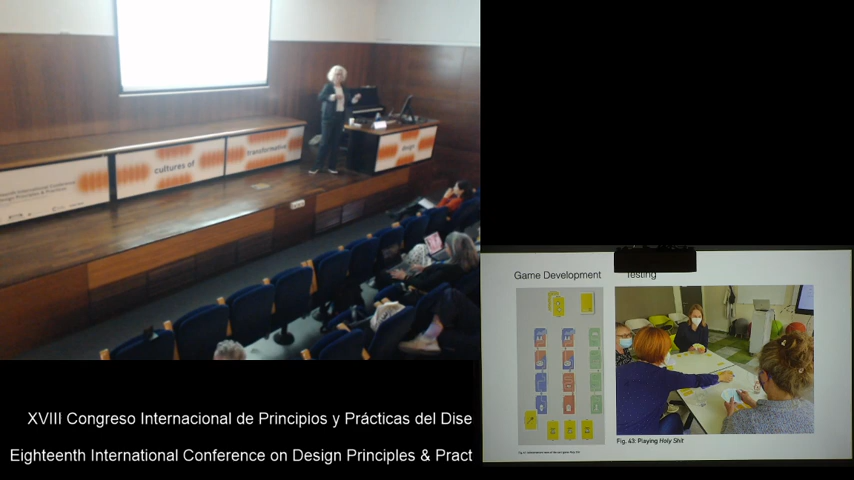 cultures of
transformative
design
Game Development
Testing
Fig. 43: Playing Holy Shit
XVIII Congreso Internacional de Principios y Prácticas del Dise
Eighteenth International Conference on Design Principles & Pract